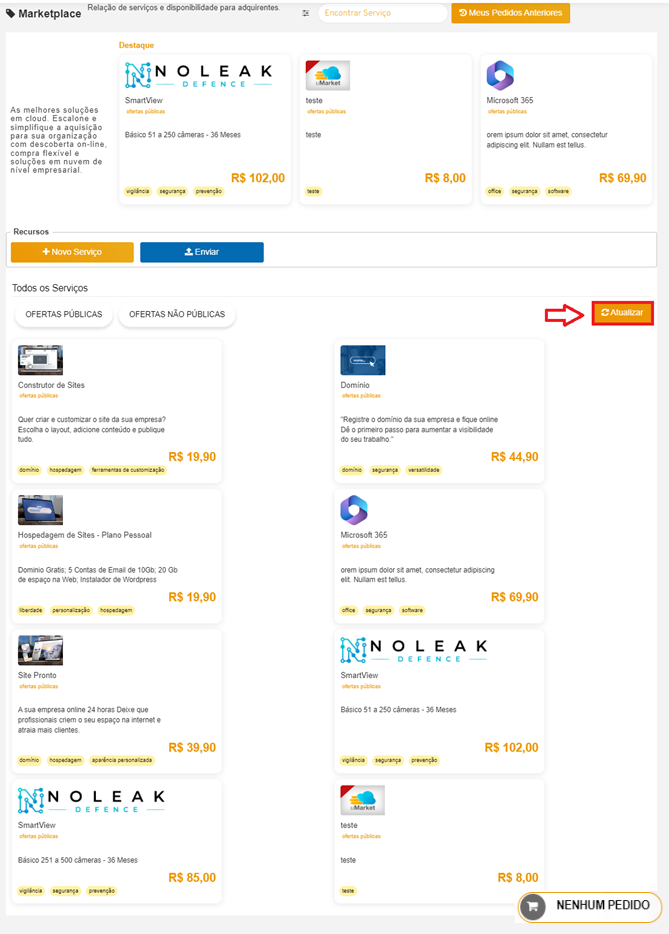 Marketplace
Relação de serviços e disponibilidade para adquirentes.
Encontrar Serviço
Meus Pedidos Anteriores
Destaque
As melhores soluções
em cloud. Escalone e
simplifique a aquisição
para sua organização
com descoberta on-line,
compra flexível e
soluções em nuvem de
nível empresarial.
NOLEAK
DEFENCE
SmartView
ofertas públicas
Básico 51 a 250 câmeras - 36 Meses
R$ 102,00
vigilância segurança prevenção
uMarket
teste
ofertas públicas
teste
R$ 8,00
teste
Microsoft 365
ofertas públicas
orem ipsum dolor sit amet, consectetur
adipiscing elit. Nullam est tellus.
R$ 69,90
office segurança software
Recursos
Novo Serviço
Enviar
Todos os Serviços
OFERTAS PÚBLICAS
OFERTAS NÃO PÚBLICAS
Atualizar
Construtor de Sites
ofertas públicas
Quer criar e customizar o site da sua empresa?
Escolha o layout, adicione conteúdo e publique
tudo.
R$ 19,90
domínio hospedagem ferramentas de customização
Domínio
ofertas públicas
"Registre o domínio da sua empresa e fique online
Dê o primeiro passo para aumentar a visibilidade
do seu trabalho."
R$ 44,90
domínio segurança versatilidade
Hospedagem de Sites - Plano Pessoal
ofertas públicas
Domínio Gratis; 5 Contas de Email de 10Gb; 20 Gb
de espaço na Web; Instalador de Wordpress
R$ 19,90
liberdade personalização hospedagem
Microsoft 365
ofertas públicas
orem ipsum dolor sit amet, consectetur adipiscing
elit. Nullam est tellus.
R$ 69,90
office segurança software
Site Pronto
ofertas públicas
A sua empresa online 24 horas Deixe que
profissionais criem o seu espaço na internet e
atraia mais clientes.
R$ 39,90
domínio hospedagem aparência personalizada
NOLEAK
DEFENCE
SmartView
ofertas públicas
Básico 51 a 250 câmeras - 36 Meses
R$ 102,00
vigilância segurança prevenção
NOLEAK
DEFENCE
SmartView
ofertas públicas
Básico 251 a 500 câmeras - 36 Meses
R$ 85,00
vigilância segurança prevenção
uMarket
teste
ofertas públicas
teste
R$ 8,00
teste
NENHUM PEDIDO